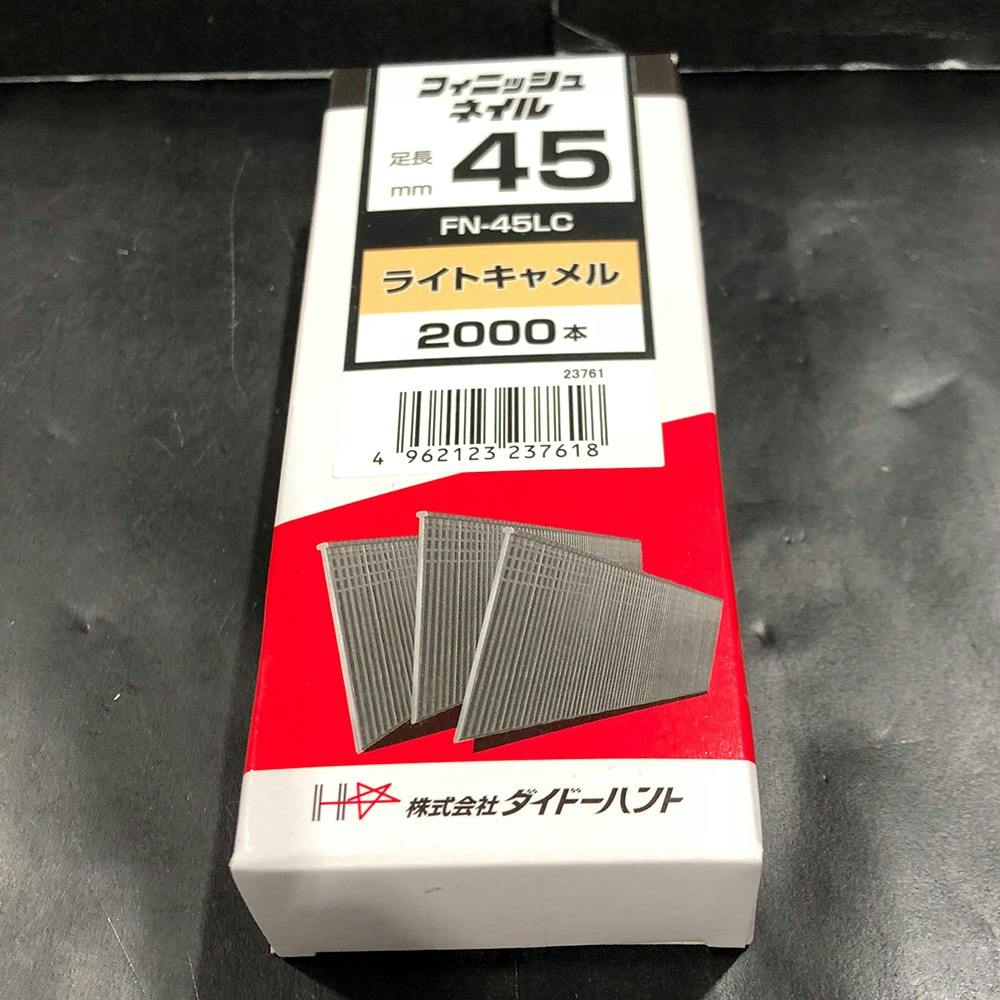 フィニッシュ
ネイル
足長
mm
45
FN-45LC
ライトキャメル
2000本
23761
4 962123 237618
株式会社 ダイドーハント